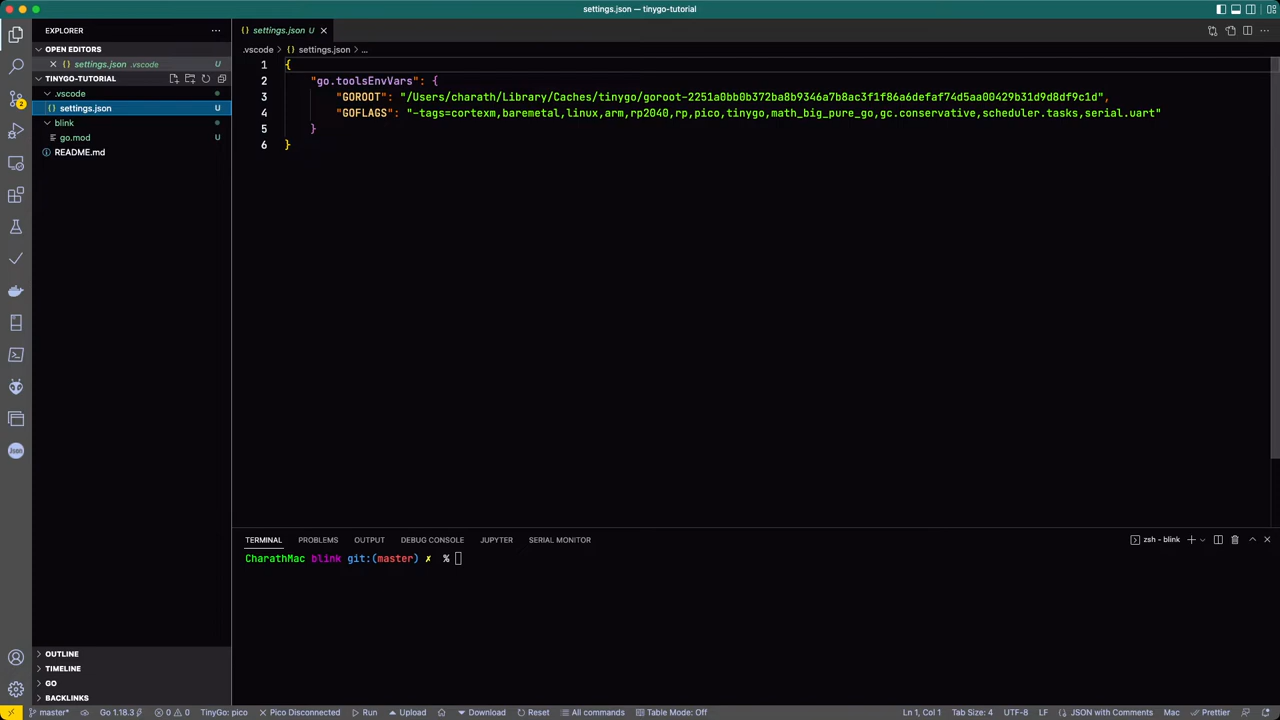 settings.json — tinygo-tutorial
EXPLORER
OPEN EDITORS
settings.json .vscode U
TINYGO-TUTORIAL
.vscode
{} settings.json U
blink
go.mod U
README.md
OUTLINE
TIMELINE
GO
BACKLINKS
2
Json
{} settings.json U
.vscode > {} settings.json > ...
1 {
2 "go.toolsEnvVars": {
3 "GOROOT": "/Users/charath/Library/Caches/tinygo/goroot-2251a0bb0b372ba8b9346a7b8ac3f1f86a6defaf74d5aa00429b31d9d8df9c1d",
4 "GOFLAGS": "-tags=cortexm,baremetal,linux,arm,rp2040,rp,pico,tinygo,math_big_pure_go,gc.conservative,scheduler.tasks,serial.uart"
5 }
6 }
TERMINAL PROBLEMS OUTPUT DEBUG CONSOLE JUPYTER SERIAL MONITOR
zsh - blink
CharathMac blink git:(master) ✗ %
master* Go 1.18.3 0 0 TinyGo: pico Pico Disconnected Run Upload Download Reset All commands Table Mode: Off Ln 1, Col 1 Tab Size: 4 UTF-8 LF {} JSON with Comments Mac Prettier